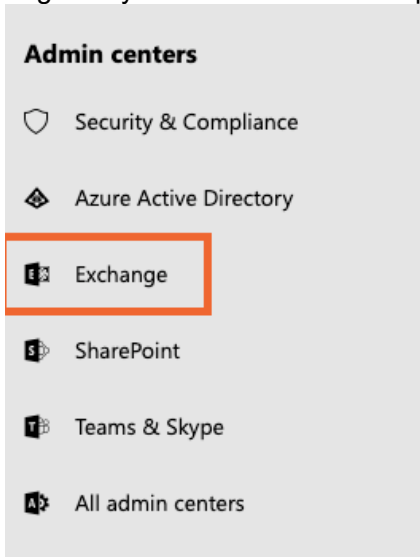 Admin centers
Security & Compliance
Azure Active Directory
Exchange
SharePoint
Teams & Skype
All admin centers